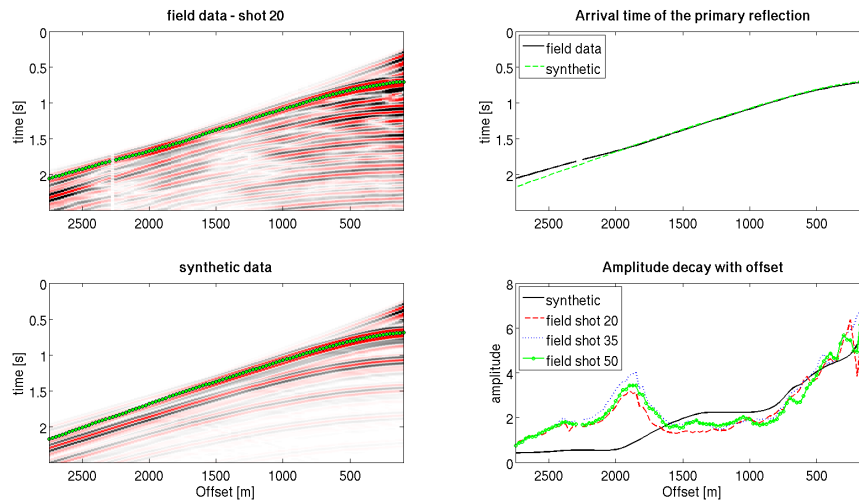 field data - shot 20
0
0.5
1
1.5
2
time [s]
2500 2000 1500 1000 500
Arrival time of the primary reflection
field data
synthetic
0
0.5
1
1.5
2
time [s]
2500 2000 1500 1000 500
synthetic data
0
0.5
1
1.5
2
time [s]
2500 2000 1500 1000 500
Offset [m]
Amplitude decay with offset
synthetic
field shot 20
field shot 35
field shot 50
8
6
4
2
0
amplitude
2500 2000 1500 1000 500
Offset [m]